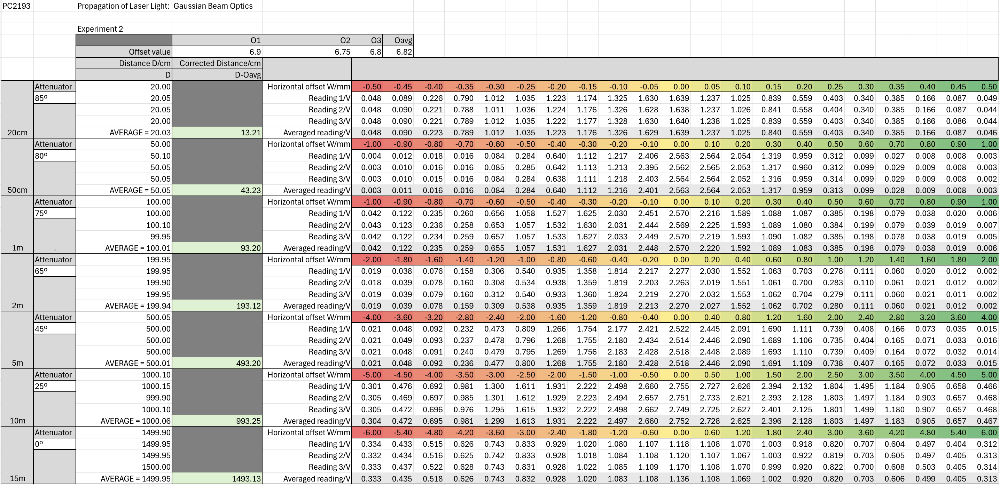 PC2193 Propagation of Laser Light: Gaussian Beam Optics
Experiment 2
O1 O2 O3 Oavg
Offset value 6.9 6.75 6.8 6.82
Distance D/cm Corrected Distance/cm
D D-Oavg
Attenuator 20.00 Horizontal offset W/mm -0.50 -0.45 -0.40 -0.35 -0.30 -0.25 -0.20 -0.15 -0.10 -0.05 0.00 0.05 0.10 0.15 0.20 0.25 0.30 0.35 0.40 0.45 0.50
85º 20.05 Reading 1/V 0.048 0.089 0.226 0.790 1.012 1.035 1.223 1.174 1.325 1.630 1.639 1.237 1.025 0.839 0.559 0.403 0.340 0.385 0.166 0.087 0.049
20.05 Reading 2/V 0.048 0.090 0.221 0.788 1.011 1.036 1.224 1.176 1.326 1.628 1.638 1.237 1.026 0.841 0.558 0.404 0.340 0.385 0.166 0.087 0.044
20.00 Reading 3/V 0.048 0.090 0.221 0.789 1.012 1.035 1.222 1.177 1.328 1.630 1.640 1.238 1.025 0.839 0.559 0.403 0.340 0.385 0.166 0.086 0.044
20cm AVERAGE = 20.03 13.21 Averaged reading/V 0.048 0.090 0.223 0.789 1.012 1.035 1.223 1.176 1.326 1.629 1.639 1.237 1.025 0.840 0.559 0.403 0.340 0.385 0.166 0.087 0.046
Attenuator 50.00 Horizontal offset W/mm -1.00 -0.90 -0.80 -0.70 -0.60 -0.50 -0.40 -0.30 -0.20 -0.10 0.00 0.10 0.20 0.30 0.40 0.50 0.60 0.70 0.80 0.90 1.00
80º 50.10 Reading 1/V 0.004 0.012 0.018 0.016 0.084 0.284 0.640 1.112 1.217 2.406 2.563 2.564 2.054 1.319 0.959 0.312 0.099 0.027 0.008 0.008 0.003
50.05 Reading 2/V 0.003 0.010 0.016 0.016 0.085 0.285 0.642 1.113 1.213 2.395 2.562 2.565 2.053 1.317 0.960 0.312 0.099 0.029 0.009 0.008 0.003
50.05 Reading 3/V 0.003 0.010 0.015 0.016 0.084 0.284 0.638 1.111 1.218 2.403 2.564 2.564 2.052 1.316 0.959 0.314 0.099 0.029 0.009 0.008 0.002
50cm AVERAGE = 50.05 43.23 Averaged reading/V 0.003 0.011 0.016 0.016 0.084 0.284 0.640 1.112 1.216 2.401 2.563 2.564 2.053 1.317 0.959 0.313 0.099 0.028 0.009 0.008 0.003
Attenuator 100.00 Horizontal offset W/mm -1.00 -0.90 -0.80 -0.70 -0.60 -0.50 -0.40 -0.30 -0.20 -0.10 0.00 0.10 0.20 0.30 0.40 0.50 0.60 0.70 0.80 0.90 1.00
75º 100.00 Reading 1/V 0.042 0.122 0.235 0.260 0.656 1.058 1.527 1.625 2.030 2.451 2.570 2.216 1.589 1.088 1.087 0.385 0.198 0.079 0.038 0.020 0.006
100.10 Reading 2/V 0.043 0.123 0.236 0.258 0.653 1.057 1.532 1.630 2.031 2.444 2.569 2.225 1.593 1.089 1.080 0.384 0.199 0.079 0.039 0.019 0.007
99.95 Reading 3/V 0.042 0.122 0.234 0.259 0.657 1.057 1.533 1.627 2.033 2.449 2.570 2.219 1.593 1.090 1.082 0.385 0.198 0.078 0.038 0.019 0.005
1m . AVERAGE = 100.01 93.20 Averaged reading/V 0.042 0.122 0.235 0.259 0.655 1.057 1.531 1.627 2.031 2.448 2.570 2.220 1.592 1.089 1.083 0.385 0.198 0.079 0.038 0.019 0.006
Attenuator 199.95 Horizontal offset W/mm -2.00 -1.80 -1.60 -1.40 -1.20 -1.00 -0.80 -0.60 -0.40 -0.20 0.00 0.20 0.40 0.60 0.80 1.00 1.20 1.40 1.60 1.80 2.00
65º 199.95 Reading 1/V 0.019 0.038 0.076 0.158 0.306 0.540 0.935 1.358 1.814 2.217 2.277 2.030 1.552 1.063 0.703 0.278 0.111 0.060 0.020 0.012 0.002
199.90 Reading 2/V 0.018 0.039 0.078 0.160 0.308 0.534 0.938 1.359 1.819 2.203 2.263 2.019 1.551 1.061 0.700 0.283 0.110 0.061 0.021 0.012 0.002
199.95 Reading 3/V 0.019 0.039 0.079 0.160 0.312 0.540 0.933 1.360 1.824 2.219 2.270 2.032 1.553 1.062 0.704 0.279 0.111 0.060 0.021 0.011 0.002
2m AVERAGE = 199.94 193.12 Averaged reading/V 0.019 0.039 0.078 0.159 0.309 0.538 0.935 1.359 1.819 2.213 2.270 2.027 1.552 1.062 0.702 0.280 0.111 0.060 0.021 0.012 0.002
Attenuator 500.05 Horizontal offset W/mm -4.00 -3.60 -3.20 -2.80 -2.40 -2.00 -1.60 -1.20 -0.80 -0.40 0.00 0.40 0.80 1.20 1.60 2.00 2.40 2.80 3.20 3.60 4.00
45º 500.00 Reading 1/V 0.021 0.048 0.092 0.232 0.473 0.809 1.266 1.754 2.177 2.421 2.522 2.445 2.091 1.690 1.111 0.739 0.408 0.166 0.073 0.035 0.015
500.00 Reading 2/V 0.021 0.049 0.093 0.237 0.478 0.796 1.268 1.755 2.180 2.434 2.514 2.446 2.090 1.689 1.106 0.735 0.404 0.165 0.071 0.033 0.016
500.00 Reading 3/V 0.021 0.048 0.091 0.240 0.479 0.795 1.269 1.756 2.183 2.428 2.518 2.448 2.089 1.693 1.110 0.739 0.409 0.164 0.072 0.032 0.014
5m AVERAGE = 500.01 493.20 Averaged reading/V 0.021 0.048 0.092 0.236 0.477 0.800 1.268 1.755 2.180 2.428 2.518 2.446 2.090 1.691 1.109 0.738 0.407 0.165 0.072 0.033 0.015
Attenuator 1000.10 Horizontal offset W/mm -5.00 -4.50 -4.00 -3.50 -3.00 -2.50 -2.00 -1.50 -1.00 -0.50 0.00 0.50 1.00 1.50 2.00 2.50 3.00 3.50 4.00 4.50 5.00
25º 1000.15 Reading 1/V 0.301 0.476 0.692 0.981 1.300 1.611 1.931 2.222 2.498 2.660 2.755 2.727 2.626 2.394 2.132 1.804 1.495 1.184 0.905 0.658 0.466
999.90 Reading 2/V 0.305 0.469 0.697 0.985 1.301 1.612 1.929 2.223 2.494 2.657 2.751 2.733 2.621 2.393 2.128 1.803 1.497 1.184 0.903 0.657 0.468
1000.10 Reading 3/V 0.305 0.472 0.696 0.976 1.295 1.615 1.932 2.222 2.498 2.662 2.749 2.725 2.627 2.401 2.125 1.801 1.499 1.180 0.907 0.657 0.468
10m AVERAGE = 1000.06 993.25 Averaged reading/V 0.304 0.472 0.695 0.981 1.299 1.613 1.931 2.222 2.497 2.660 2.752 2.728 2.625 2.396 2.128 1.803 1.497 1.183 0.905 0.657 0.467
Attenuator 1499.90 Horizontal offset W/mm -6.00 -5.40 -4.80 -4.20 -3.60 -3.00 -2.40 -1.80 -1.20 -0.60 0.00 0.60 1.20 1.80 2.40 3.00 3.60 4.20 4.80 5.40 6.00
0º 1499.95 Reading 1/V 0.334 0.433 0.515 0.626 0.743 0.833 0.929 1.020 1.080 1.107 1.118 1.108 1.070 1.003 0.918 0.820 0.707 0.604 0.497 0.404 0.312
1499.95 Reading 2/V 0.332 0.434 0.516 0.625 0.742 0.833 0.928 1.018 1.084 1.108 1.120 1.107 1.067 1.003 0.922 0.819 0.703 0.605 0.497 0.405 0.313
1500.00 Reading 3/V 0.333 0.437 0.522 0.628 0.743 0.831 0.928 1.022 1.085 1.109 1.170 1.108 1.070 0.999 0.920 0.822 0.700 0.608 0.503 0.405 0.314
15m AVERAGE = 1499.95 1493.13 Averaged reading/V 0.333 0.435 0.518 0.626 0.743 0.832 0.928 1.020 1.083 1.108 1.136 1.108 1.069 1.002 0.920 0.820 0.703 0.606 0.499 0.405 0.313